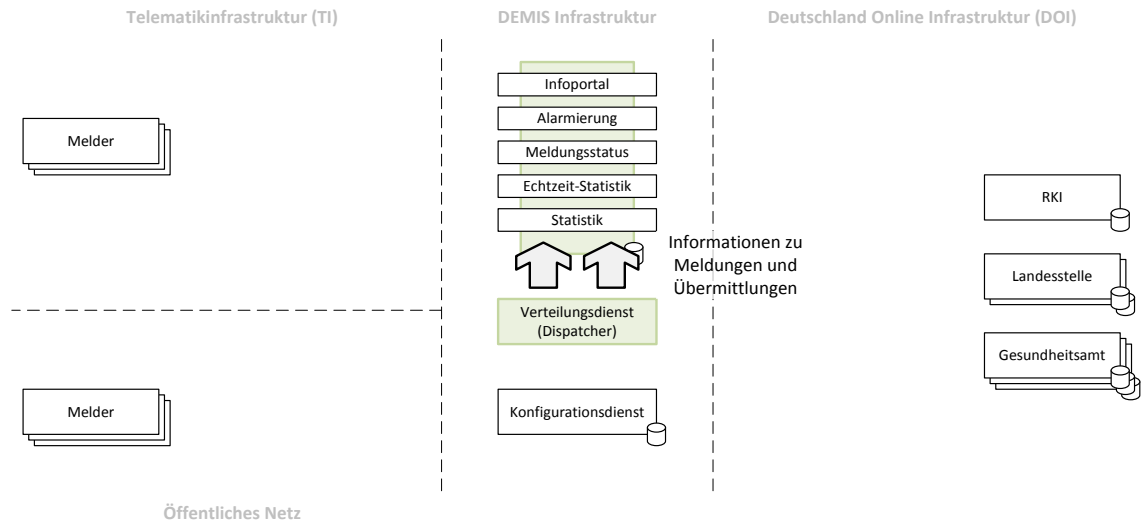 Telematikinfrastruktur (TI)
DEMIS Infrastruktur
Deutschland Online Infrastruktur (DOI)
Infoportal
Alarmierung
Meldungsstatus
Echtzeit-Statistik
Statistik
Melder
RKI
Informationen zu
Meldungen und
Übermittlungen
Landesstelle
Verteilungsdienst
(Dispatcher)
Gesundheitsamt
Melder
Konfigurationsdienst
Öffentliches Netz